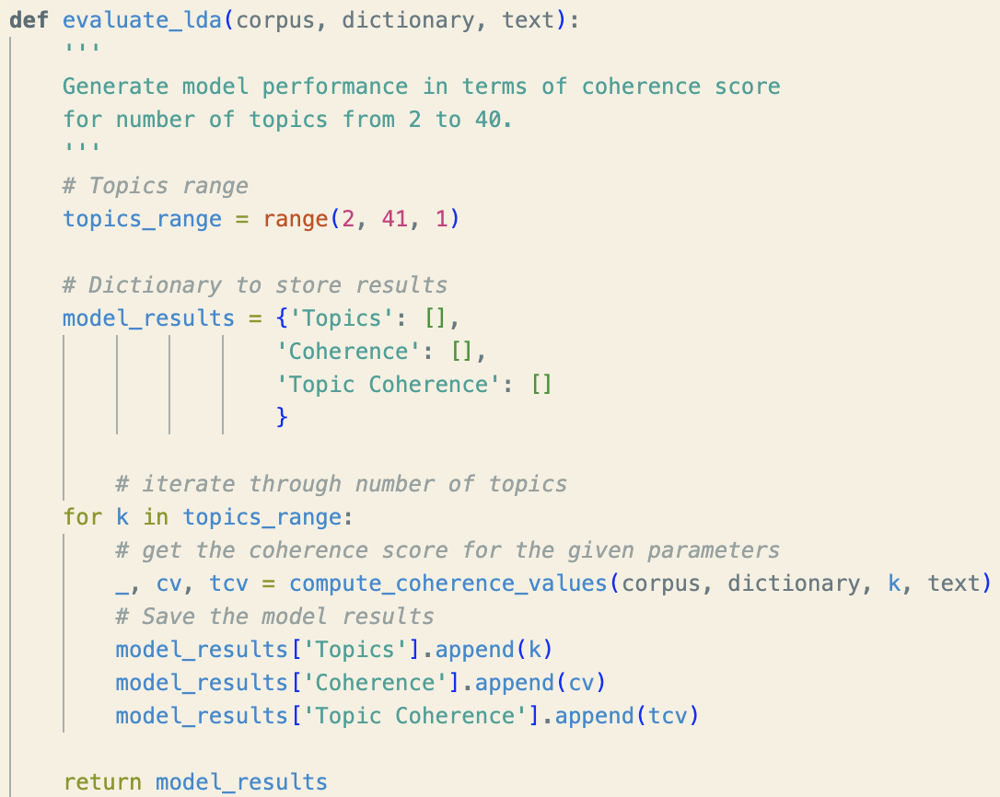 def evaluate_lda(corpus, dictionary, text):
    '''
    Generate model performance in terms of coherence score
    for number of topics from 2 to 40.
    '''
    # Topics range
    topics_range = range(2, 41, 1)

    # Dictionary to store results
    model_results = {'Topics': [],
                    'Coherence': [],
                    'Topic Coherence': []
                    }

        # iterate through number of topics
    for k in topics_range:
        # get the coherence score for the given parameters
        _, cv, tcv = compute_coherence_values(corpus, dictionary, k, text)
        # Save the model results
        model_results['Topics'].append(k)
        model_results['Coherence'].append(cv)
        model_results['Topic Coherence'].append(tcv)

    return model_results